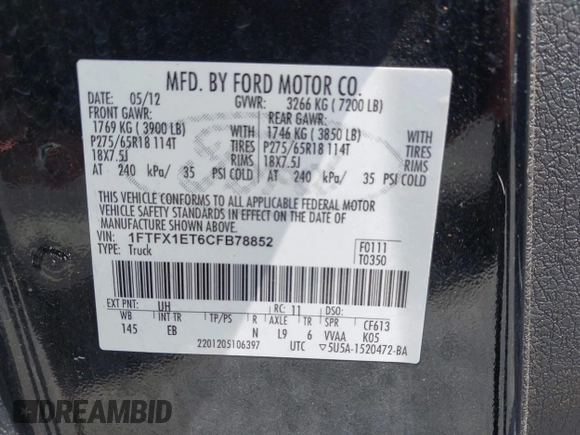 MFD. BY FORD MOTOR CO.
DATE: 05/12 GVWR: 3266 KG ( 7200 LB)
FRONT GAWR: REAR GAWR:
1769 KG ( 3900 LB) WITH 1746 KG ( 3850 LB) WITH
P275/65R18 114T TIRES P275/65R18 114T TIRES
18X7.5J RIMS 18X7.5J RIMS
AT 240 kPa/ 35 PSI COLD AT 240 kPa/ 35 PSI COLD
THIS VEHICLE CONFORMS TO ALL APPLICABLE FEDERAL MOTOR
VEHICLE SAFETY STANDARDS IN EFFECT ON THE DATE OF
MANUFACTURE SHOWN ABOVE.
VIN: 1FTFX1ET6CFB78852 F0111
TYPE: Truck T0350
EXT PNT: UH RC: 11 DSO:
WB INT TR TP/PS R AXLE TR SPR CF613
145 EB N L9 6 VVAA K05
2201205106397 UTC ▽5U5A-1520472-BA
DREAMBID